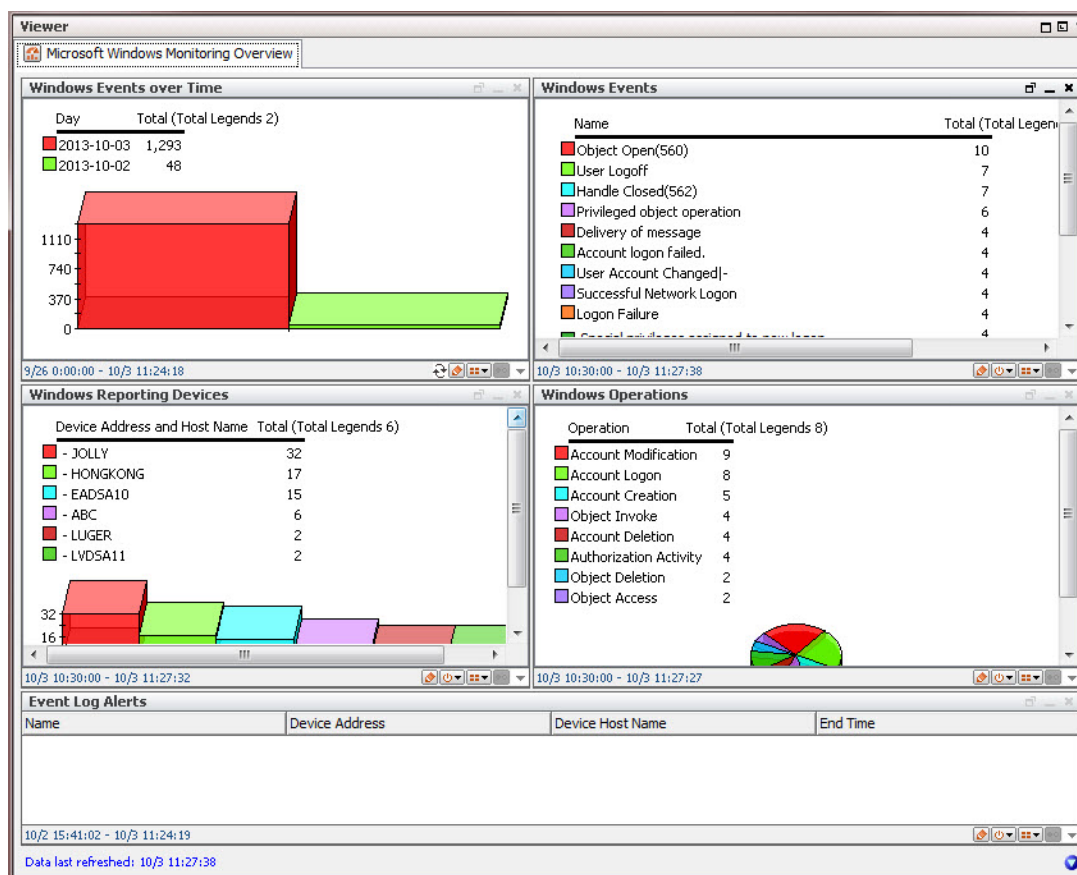 Viewer
Microsoft Windows Monitoring Overview
Windows Events over Time
Day Total (Total Legends 2)
2013-10-03 1,293
2013-10-02 48
1110
740
370
0
9/26 0:00:00 - 10/3 11:24:18
Windows Events
Name Total (Total Legen
Object Open(560) 10
User Logoff 7
Handle Closed(562) 7
Privileged object operation 6
Delivery of message 4
Account logon failed. 4
User Account Changed|- 4
Successful Network Logon 4
Logon Failure 4
Special privileges assigned to new logon 4
10/3 10:30:00 - 10/3 11:27:38
Windows Reporting Devices
Device Address and Host Name Total (Total Legends 6)
- JOLLY 32
- HONGKONG 17
- EADSA10 15
- ABC 6
- LUGER 2
- LVDSA11 2
32
16
10/3 10:30:00 - 10/3 11:27:32
Windows Operations
Operation Total (Total Legends 8)
Account Modification 9
Account Logon 8
Account Creation 5
Object Invoke 4
Account Deletion 4
Authorization Activity 4
Object Deletion 2
Object Access 2
10/3 10:30:00 - 10/3 11:27:27
Event Log Alerts
Name Device Address Device Host Name End Time
10/2 15:41:02 - 10/3 11:24:19
Data last refreshed: 10/3 11:27:38